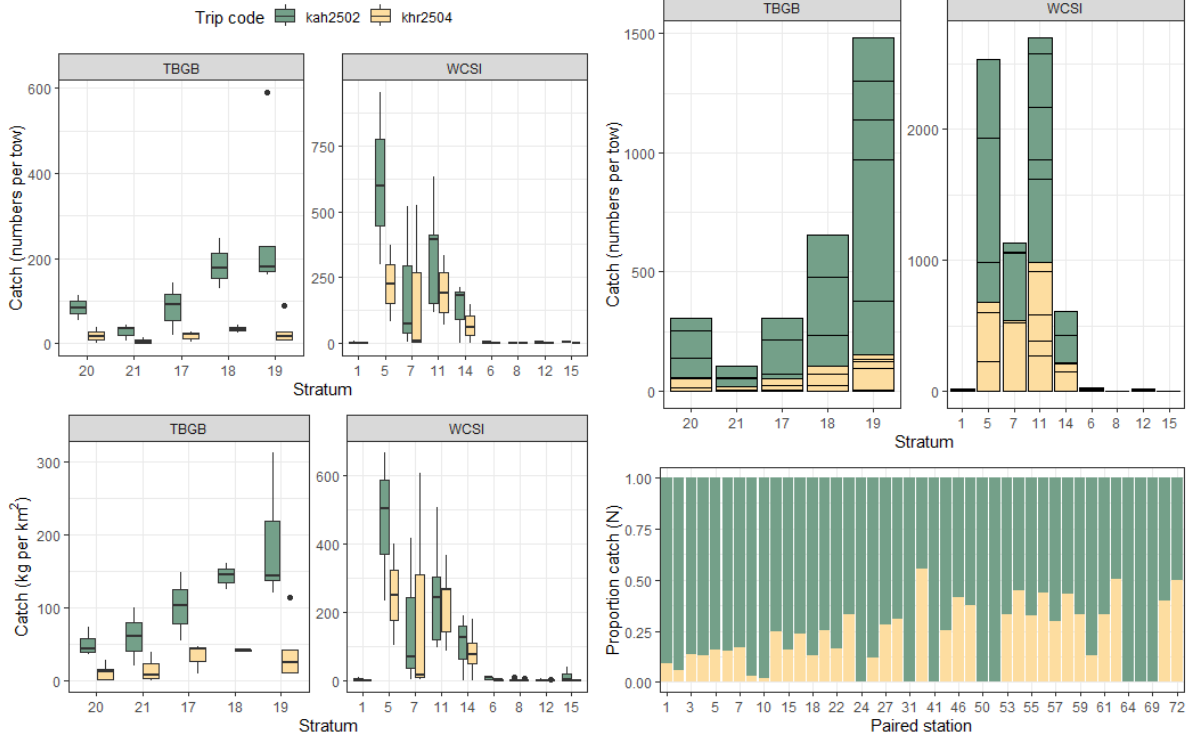 Trip code kah2502 khr2504
TBGB WCSI
Catch (numbers per tow)
600
400
200
0
750
500
250
0
20 21 17 18 19
1 5 7 11 14 6 8 12 15
Stratum
TBGB WCSI
Catch (kg per km²)
300
200
150
100
0
600
400
200
0
20 21 17 18 19
1 5 7 11 14 6 8 12 15
Stratum
TBGB WCSI
Catch (numbers per tow)
1500
1000
500
0
2000
1000
0
20 21 17 18 19
1 5 7 11 14 6 8 12 15
Stratum
Proportion catch (N)
1.00
0.75
0.50
0.25
0.00
1 3 5 7 10 15 18 22 24 27 31 41 46 50 53 55 57 59 61 64 69 72
Paired station